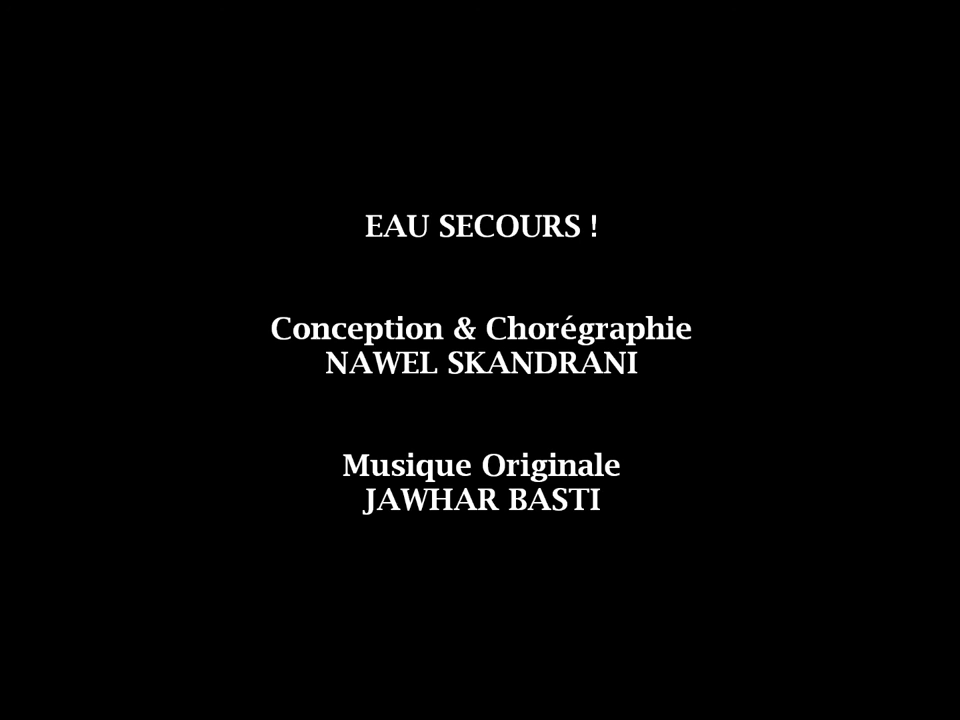 EAU SECOURS !
Conception & Chorégraphie
NAWEL SKANDRANI
Musique Originale
JAWHAR BASTI